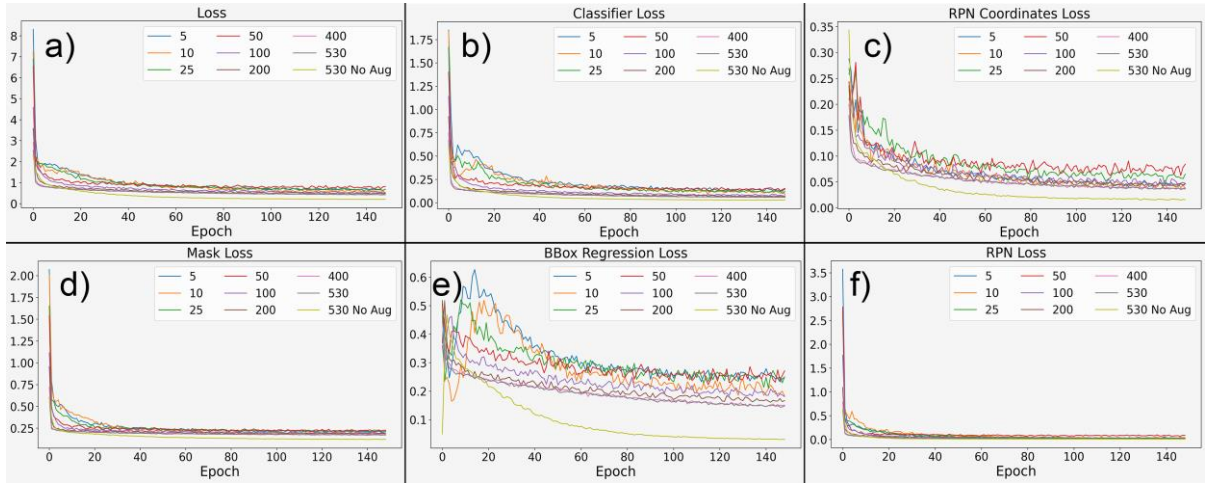 Loss
a)
5 50 400
10 100 530
25 200 530 No Aug
8
7
6
5
4
3
2
1
0
0 20 40 60 80 100 120 140
Epoch
Classifier Loss
b)
5 50 400
10 100 530
25 200 530 No Aug
1.75
1.50
1.25
1.00
0.75
0.50
0.25
0.00
0 20 40 60 80 100 120 140
Epoch
RPN Coordinates Loss
c)
5 50 400
10 100 530
25 200 530 No Aug
0.35
0.30
0.25
0.20
0.15
0.10
0.05
0.00
0 20 40 60 80 100 120 140
Epoch
Mask Loss
d)
5 50 400
10 100 530
25 200 530 No Aug
2.00
1.75
1.50
1.25
1.00
0.75
0.50
0.25
0 20 40 60 80 100 120 140
Epoch
BBox Regression Loss
e)
5 50 400
10 100 530
25 200 530 No Aug
0.6
0.5
0.4
0.3
0.2
0.1
0 20 40 60 80 100 120 140
Epoch
RPN Loss
f)
5 50 400
10 100 530
25 200 530 No Aug
3.5
3.0
2.5
2.0
1.5
1.0
0.5
0.0
0 20 40 60 80 100 120 140
Epoch